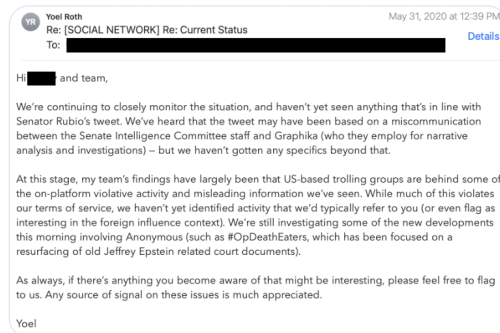 YR
Yoel Roth
May 31, 2020 at 12:39 PM
Re: [SOCIAL NETWORK] Re: Current Status
Details
To:
Hi and team,
We're continuing to closely monitor the situation, and haven't yet seen anything that's in line with
Senator Rubio's tweet. We've heard that the tweet may have been based on a miscommunication
between the Senate Intelligence Committee staff and Graphika (who they employ for narrative
analysis and investigations) – but we haven't gotten any specifics beyond that.
At this stage, my team's findings have largely been that US-based trolling groups are behind some of
the on-platform violative activity and misleading information we've seen. While much of this violates
our terms of service, we haven't yet identified activity that we'd typically refer to you (or even flag as
interesting in the foreign influence context). We're still investigating some of the new developments
this morning involving Anonymous (such as #OpDeathEaters, which has been focused on a
resurfacing of old Jeffrey Epstein related court documents).
As always, if there's anything you become aware of that might be interesting, please feel free to flag
to us. Any source of signal on these issues is much appreciated.
Yoel